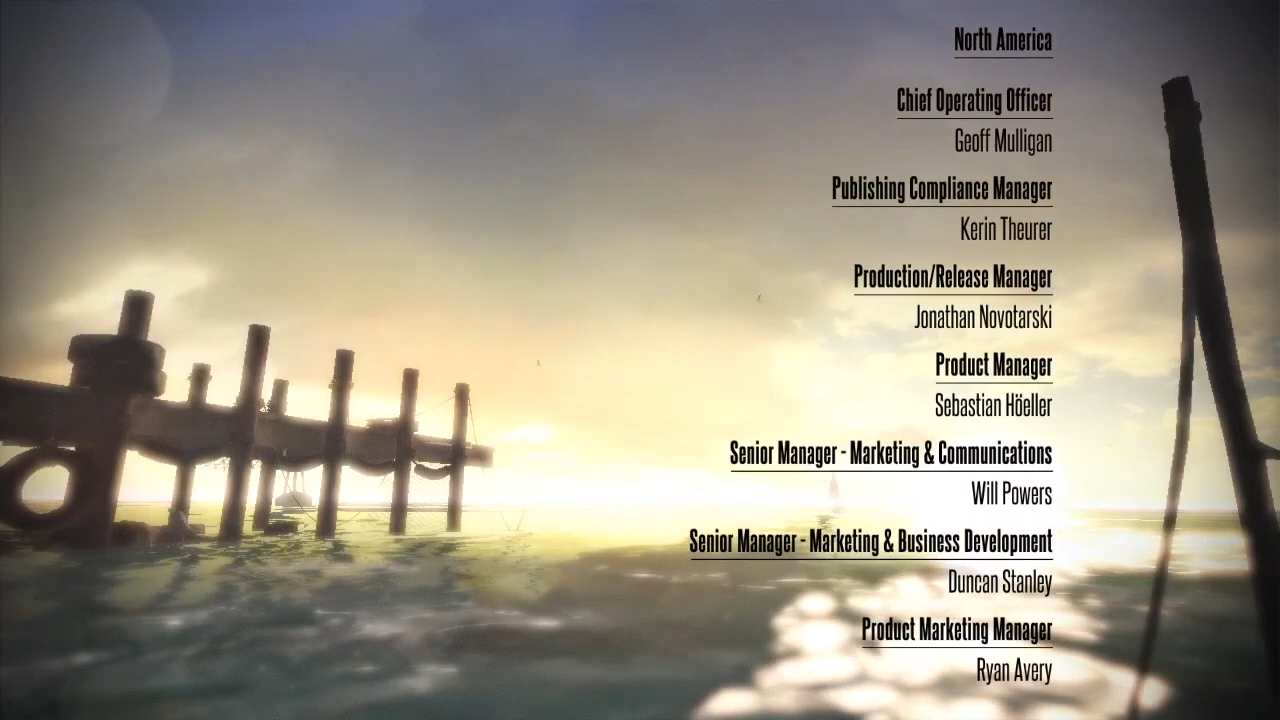 North America
Chief Operating Officer
Geoff Mulligan
Publishing Compliance Manager
Kerin Theurer
Production/Release Manager
Jonathan Novotarski
Product Manager
Sebastian Höeller
Senior Manager - Marketing & Communications
Will Powers
Senior Manager - Marketing & Business Development
Duncan Stanley
Product Marketing Manager
Ryan Avery